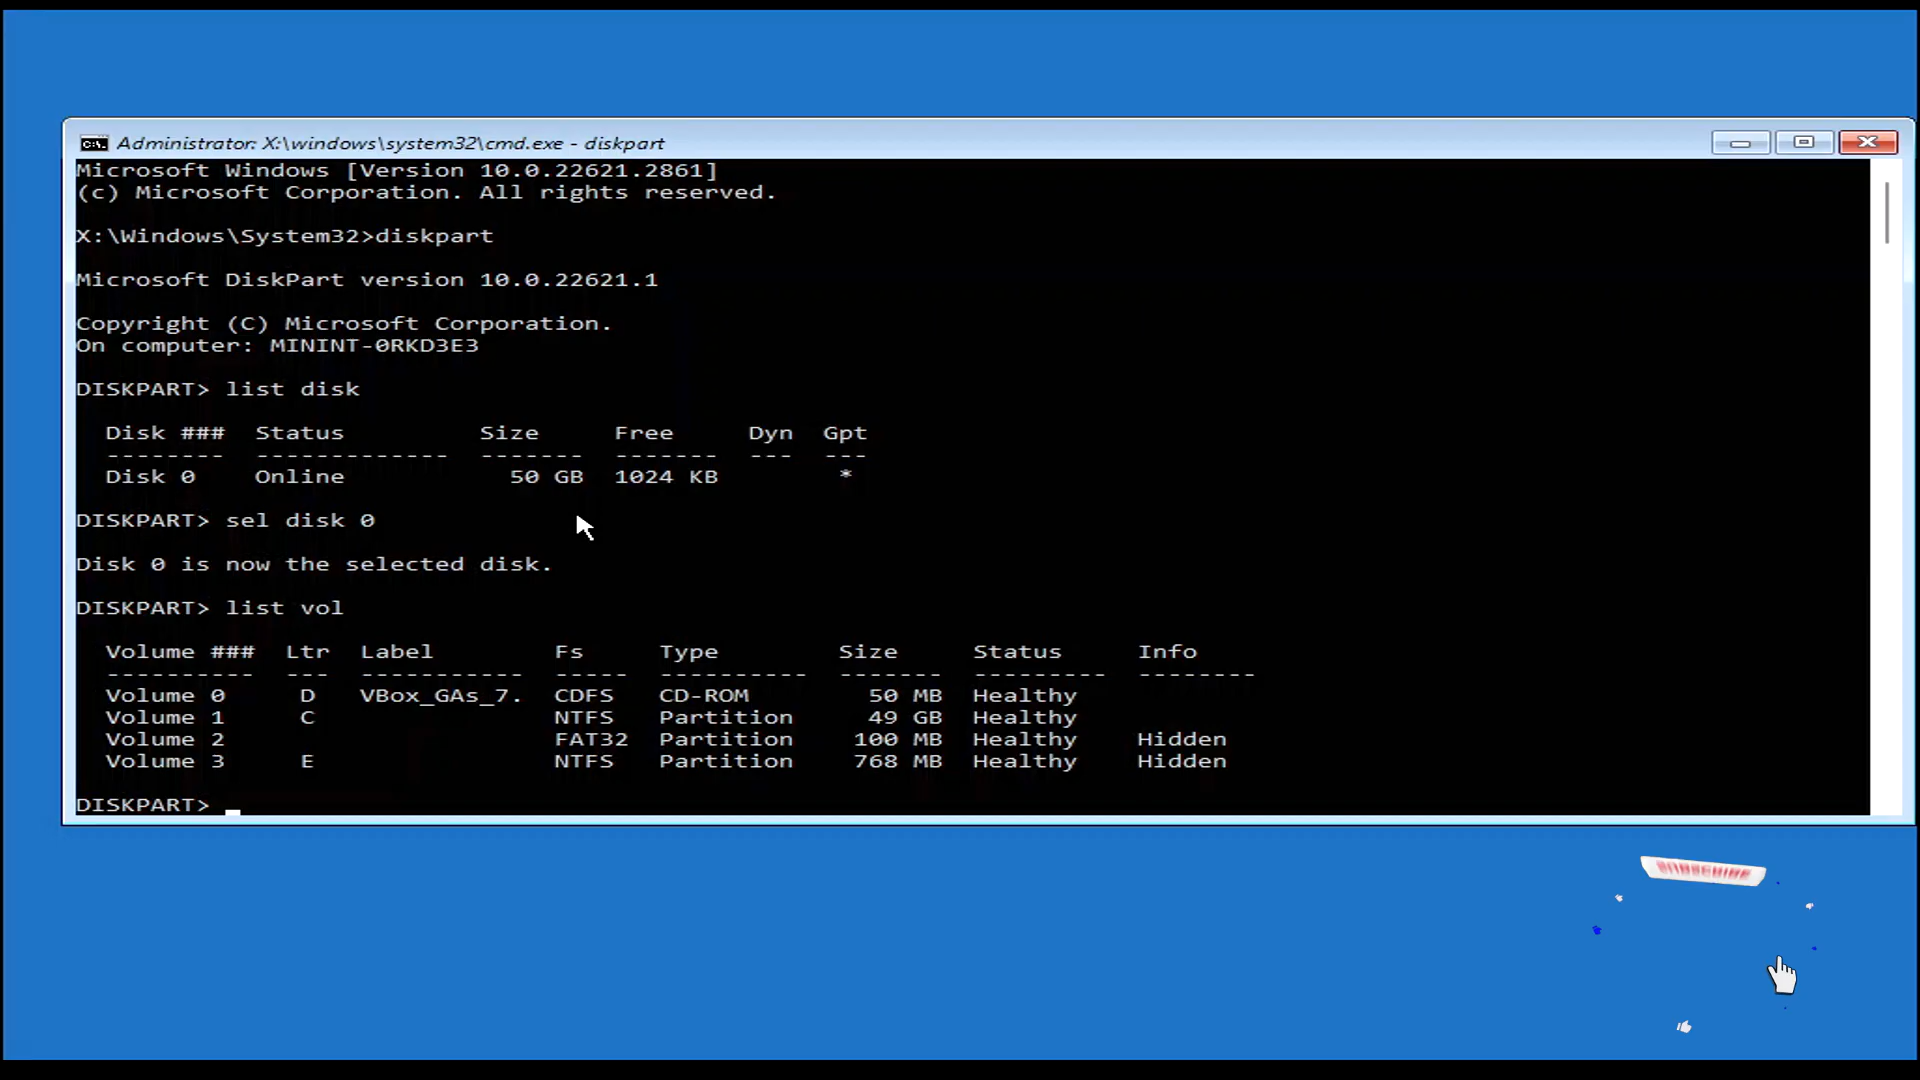 Administrator: X:\windows\system32\cmd.exe - diskpart
Microsoft Windows [Version 10.0.22621.2861]
(c) Microsoft Corporation. All rights reserved.
X:\Windows\System32>diskpart
Microsoft DiskPart version 10.0.22621.1
Copyright (C) Microsoft Corporation.
On computer: MININT-0RKD3E3
DISKPART> list disk
Disk ### Status Size Free Dyn Gpt
-------- ------------- ------- ------- --- ---
Disk 0 Online 50 GB 1024 KB *
DISKPART> sel disk 0
Disk 0 is now the selected disk.
DISKPART> list vol
Volume ### Ltr Label Fs Type Size Status Info
---------- --- ----------- ----- ---------- ------- --------- --------
Volume 0 D VBox_GAs_7. CDFS CD-ROM 50 MB Healthy
Volume 1 C NTFS Partition 49 GB Healthy
Volume 2 FAT32 Partition 100 MB Healthy Hidden
Volume 3 E NTFS Partition 768 MB Healthy Hidden
DISKPART>